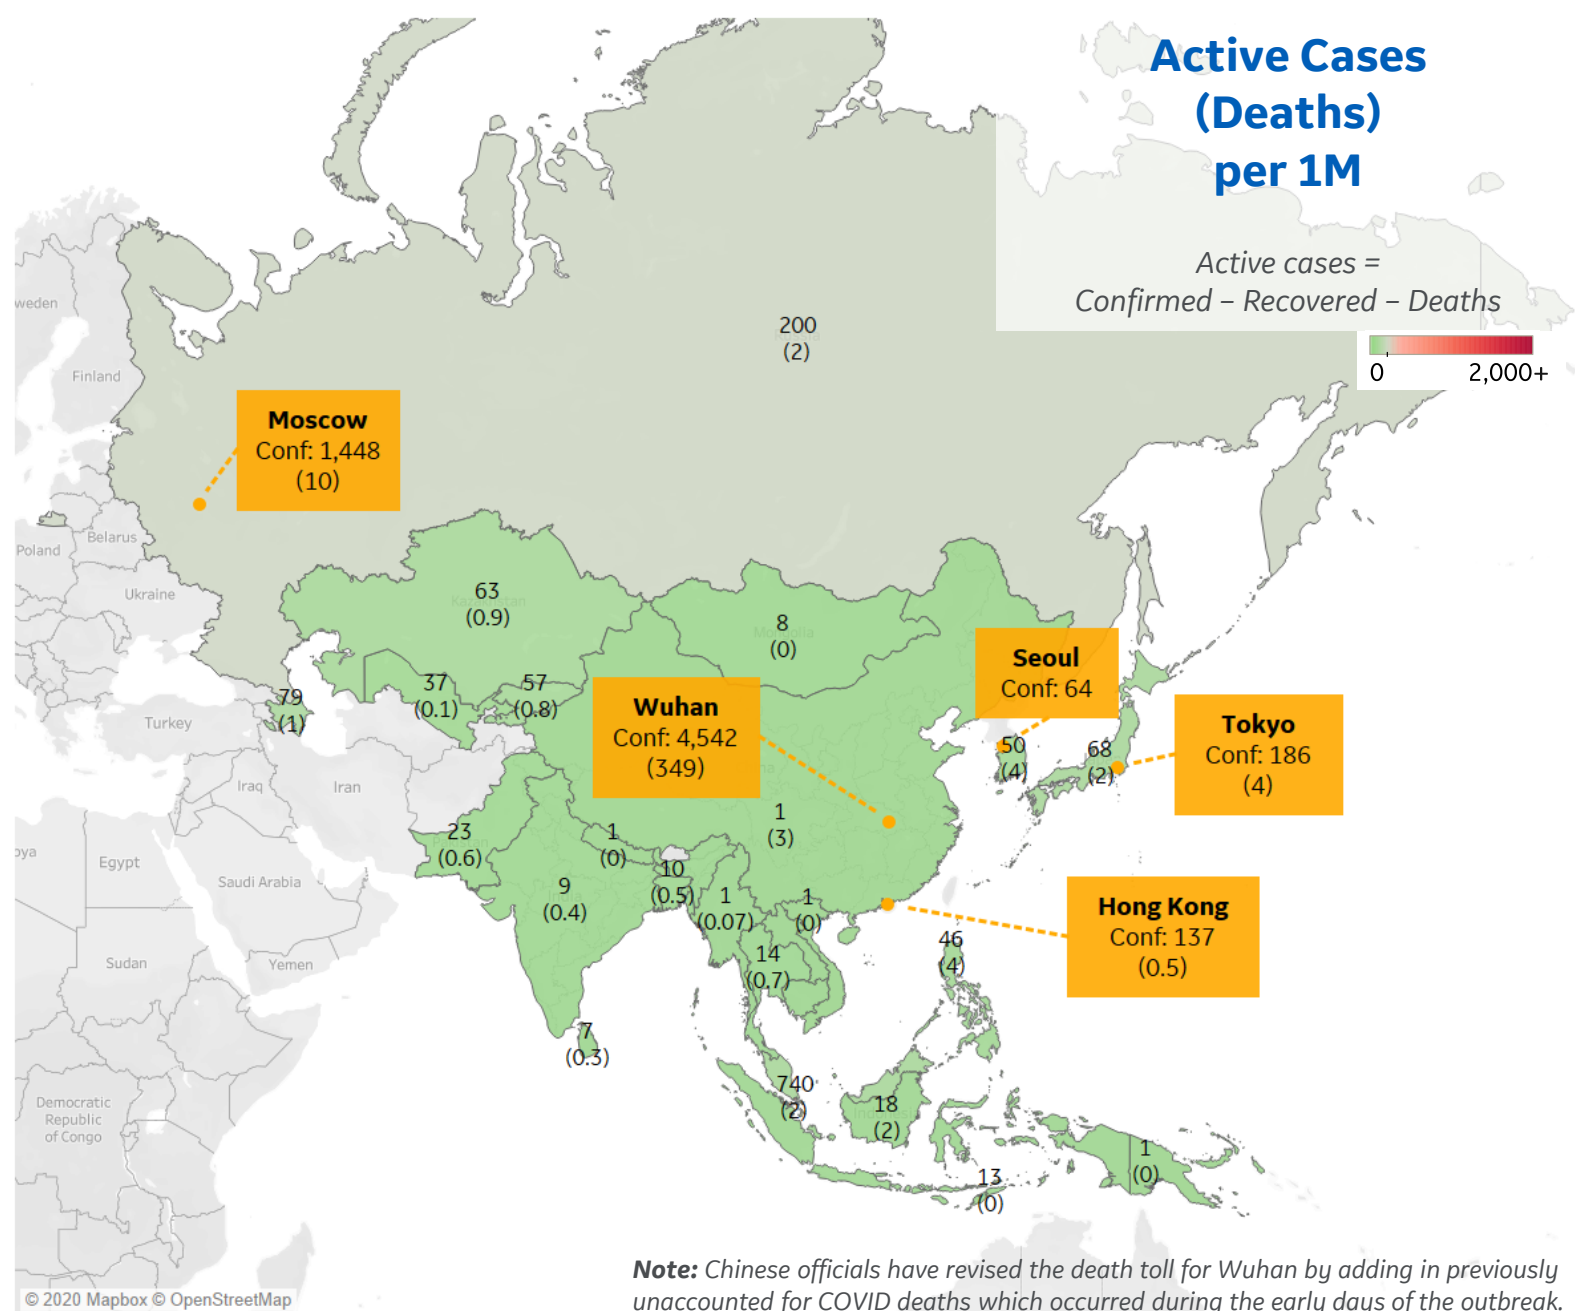 Active Cases
(Deaths)
per 1M
Active cases =
Confirmed – Recovered – Deaths
0 2,000+
200
(2)
weden
Finland
Moscow
Conf: 1,448
(10)
Belarus
Poland
Ukraine
63
Kazakhstan
(0.9)
8
Mongolia
(0)
Seoul
Conf: 64
37
(0.1)
57
(0.8)
79
(1)
Turkey
Wuhan
Conf: 4,542
(349)
Tokyo
Conf: 186
(4)
50
(4)
68
(2)
Iraq
Iran
1
(3)
23
(0.6)
1
(0)
oya
Egypt
Saudi Arabia
10
(0.5)
9
India
(0.4)
1
(0.07)
1
(0)
Hong Kong
Conf: 137
(0.5)
46
(4)
14
(0.7)
Sudan
Yemen
7
(0.3)
740
(2)
18
(2)
Democratic
Republic
of Congo
1
(0)
13
(0)
Note: Chinese officials have revised the death toll for Wuhan by adding in previously
unaccounted for COVID deaths which occurred during the early days of the outbreak.
© 2020 Mapbox © OpenStreetMap